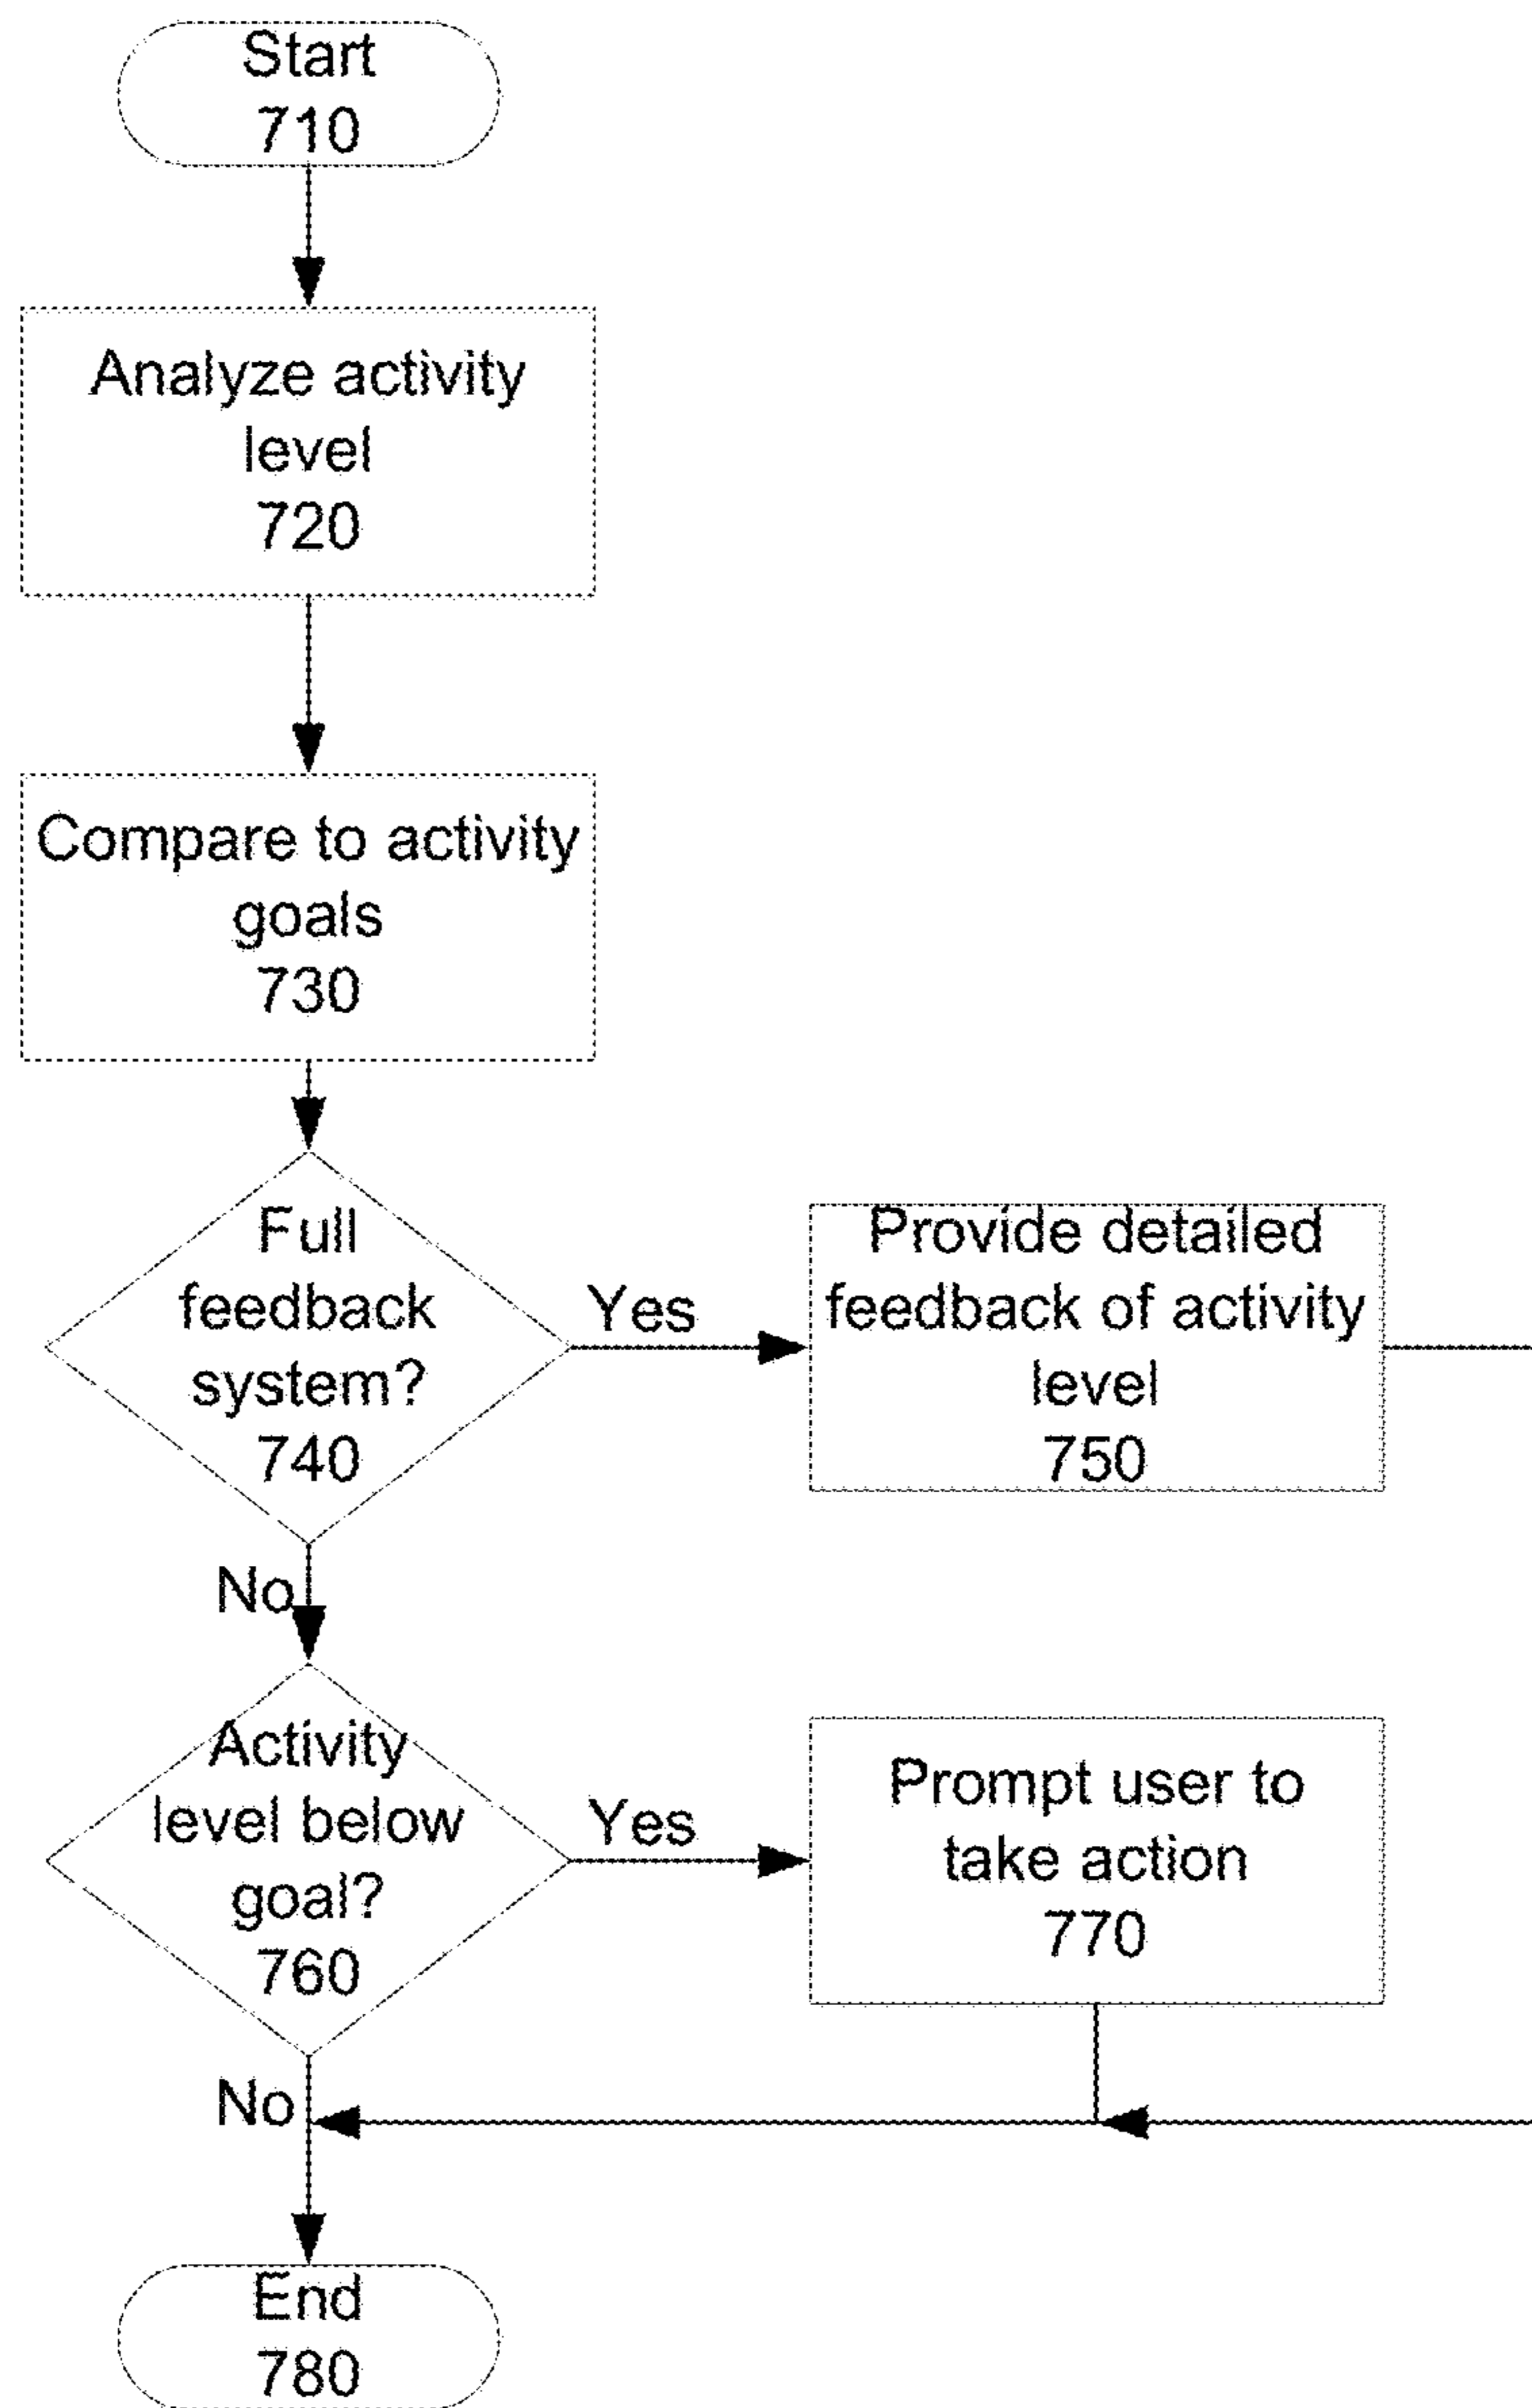 Start
710
Analyze activity
level
720
Compare to activity
goals
730
Full
feedback
system?
740
Yes
Provide detailed
feedback of activity
level
750
No
Activity
level below
goal?
760
Yes
Prompt user to
take action
770
No
End
780